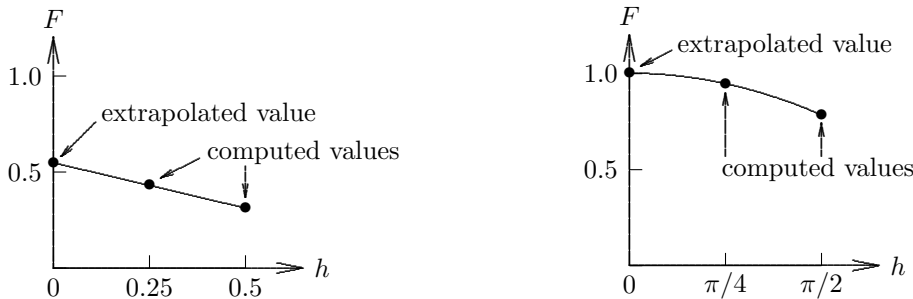 F
1.0
extrapolated value
computed values
0.5
0
0.25
0.5
h
F
extrapolated value
1.0
0.5
computed values
0
π/4
π/2
h